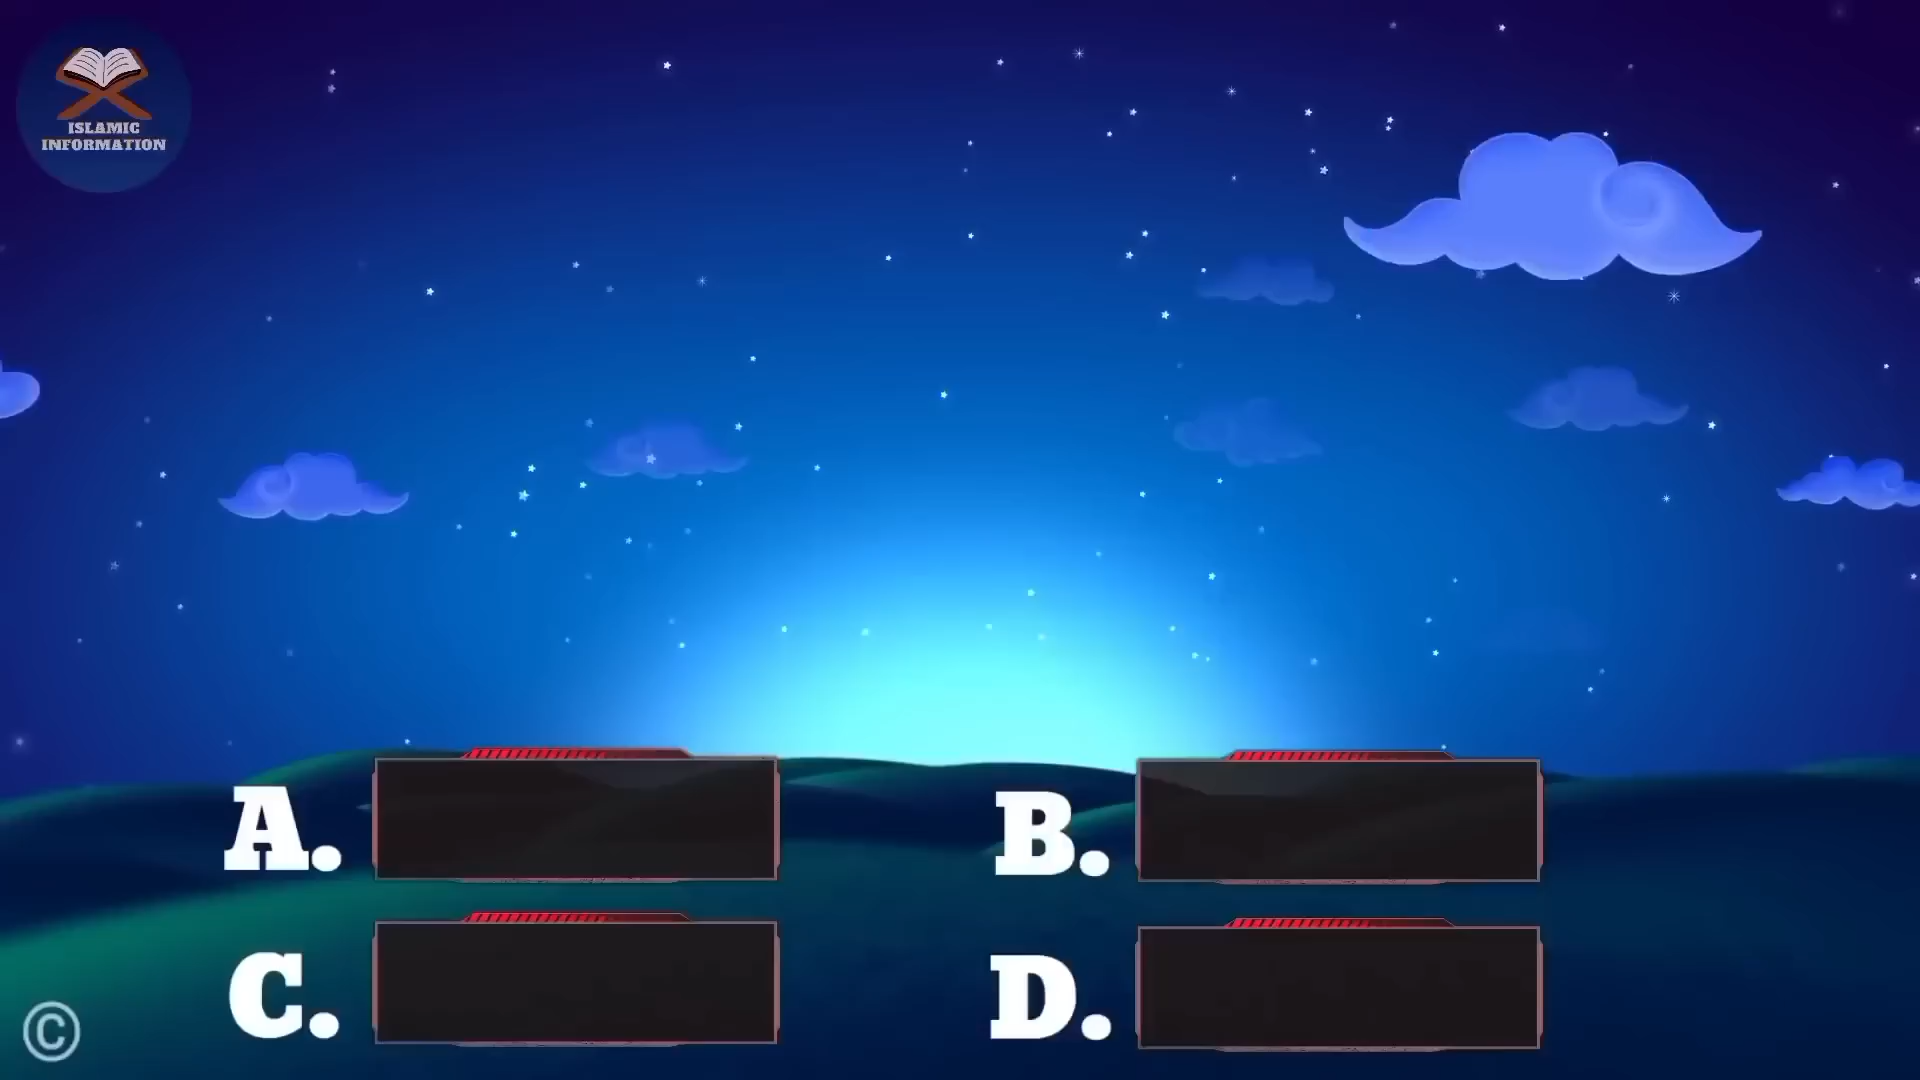 ISLAMIC
INFORMATION
A.
B.
C.
D.
©